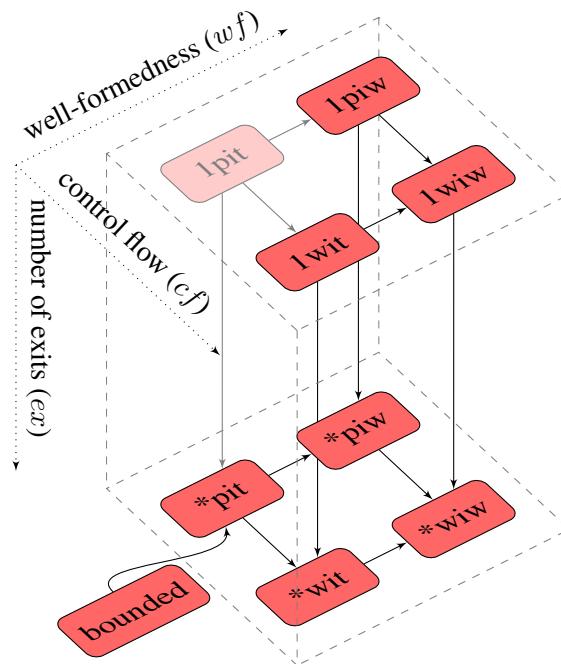 well-formedness (wf)
control flow (cf)
number of exits (ex)
1piw
1pit
1wiw
1wit
*piw
*pit
*wiw
*wit
bounded